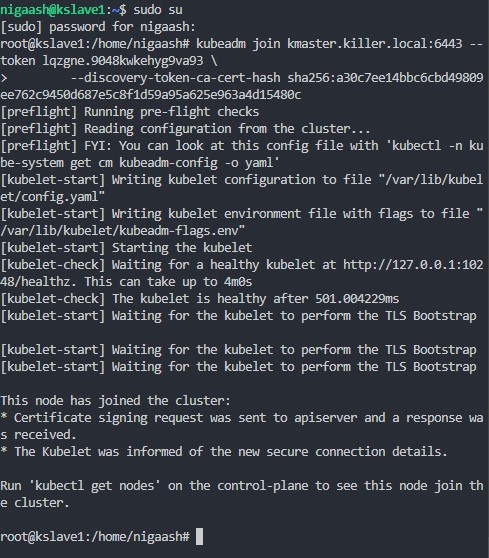 nigaash@kslave1:~$ sudo su
[sudo] password for nigaash:
root@kslave1:/home/nigaash# kubeadm join kmaster.killer.local:6443 --
token lqzgne.9048kwkehyg9va93 \
>        --discovery-token-ca-cert-hash sha256:a30c7ee14bbc6cbd49809
ee762c9450d687e5c8f1d59a95a625e963a4d15480c
[preflight] Running pre-flight checks
[preflight] Reading configuration from the cluster...
[preflight] FYI: You can look at this config file with 'kubectl -n ku
be-system get cm kubeadm-config -o yaml'
[kubelet-start] Writing kubelet configuration to file "/var/lib/kubel
et/config.yaml"
[kubelet-start] Writing kubelet environment file with flags to file "
/var/lib/kubelet/kubeadm-flags.env"
[kubelet-start] Starting the kubelet
[kubelet-check] Waiting for a healthy kubelet at http://127.0.0.1:102
48/healthz. This can take up to 4m0s
[kubelet-check] The kubelet is healthy after 501.004229ms
[kubelet-start] Waiting for the kubelet to perform the TLS Bootstrap
[kubelet-start] Waiting for the kubelet to perform the TLS Bootstrap
[kubelet-start] Waiting for the kubelet to perform the TLS Bootstrap
This node has joined the cluster:
* Certificate signing request was sent to apiserver and a response wa
s received.
* The Kubelet was informed of the new secure connection details.
Run 'kubectl get nodes' on the control-plane to see this node join th
e cluster.
root@kslave1:/home/nigaash#